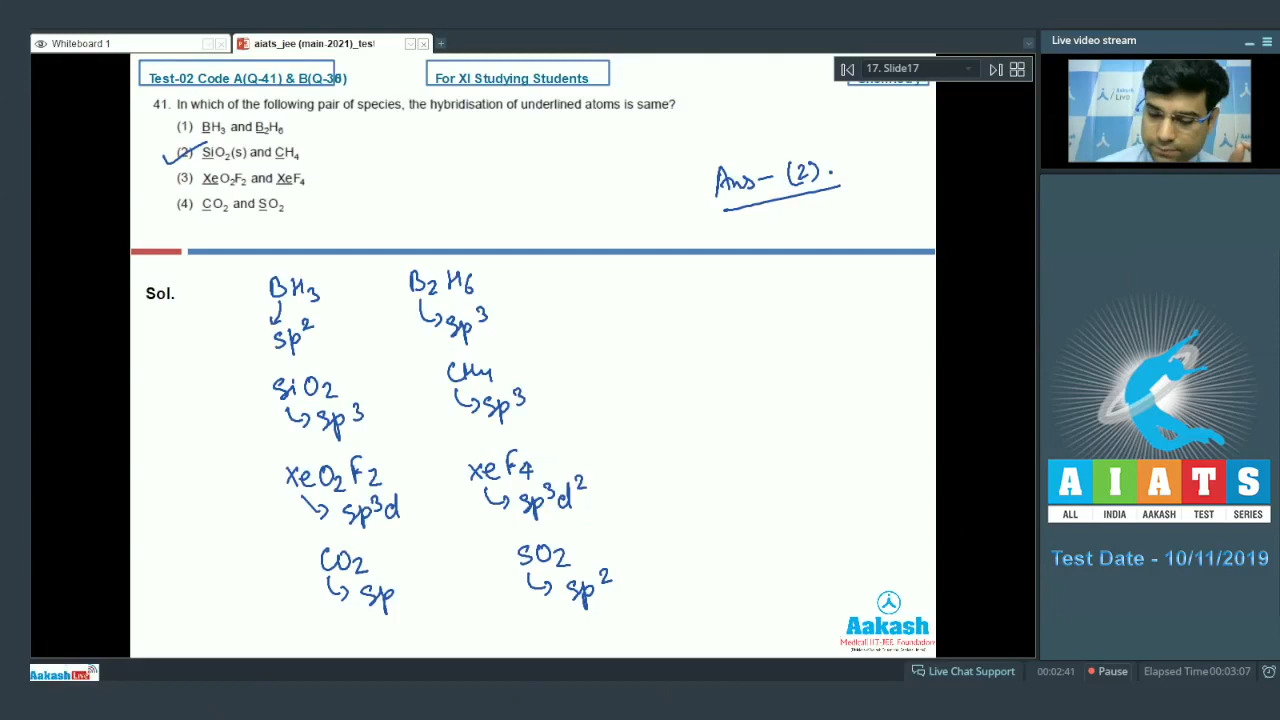 Whiteboard 1
aiats_jee (main-2021)_test
Live video stream
Test-02 Code A(Q-41) & B(Q-36)
For XI Studying Students
17. Slide17
41. In which of the following pair of species, the hybridisation of underlined atoms is same?
(1) BH₃ and B₂H₆
(2) SiO₂(s) and CH₄
(3) XeO₂F₂ and XeF₄
(4) CO₂ and SO₂
Ans – (2).
Sol.
BH₃ B₂H₆
sp² sp³
SiO₂ CH₄
sp³ sp³
XeO₂F₂ XeF₄
sp³d sp³d²
CO₂ SO₂
sp sp²
Aakash
Medical|IIT-JEE|Foundations
AIATS
ALL INDIA AAKASH TEST SERIES
Test Date - 10/11/2019
Aakash Live
Live Chat Support
00:02:41
Pause
Elapsed Time 00:03:07